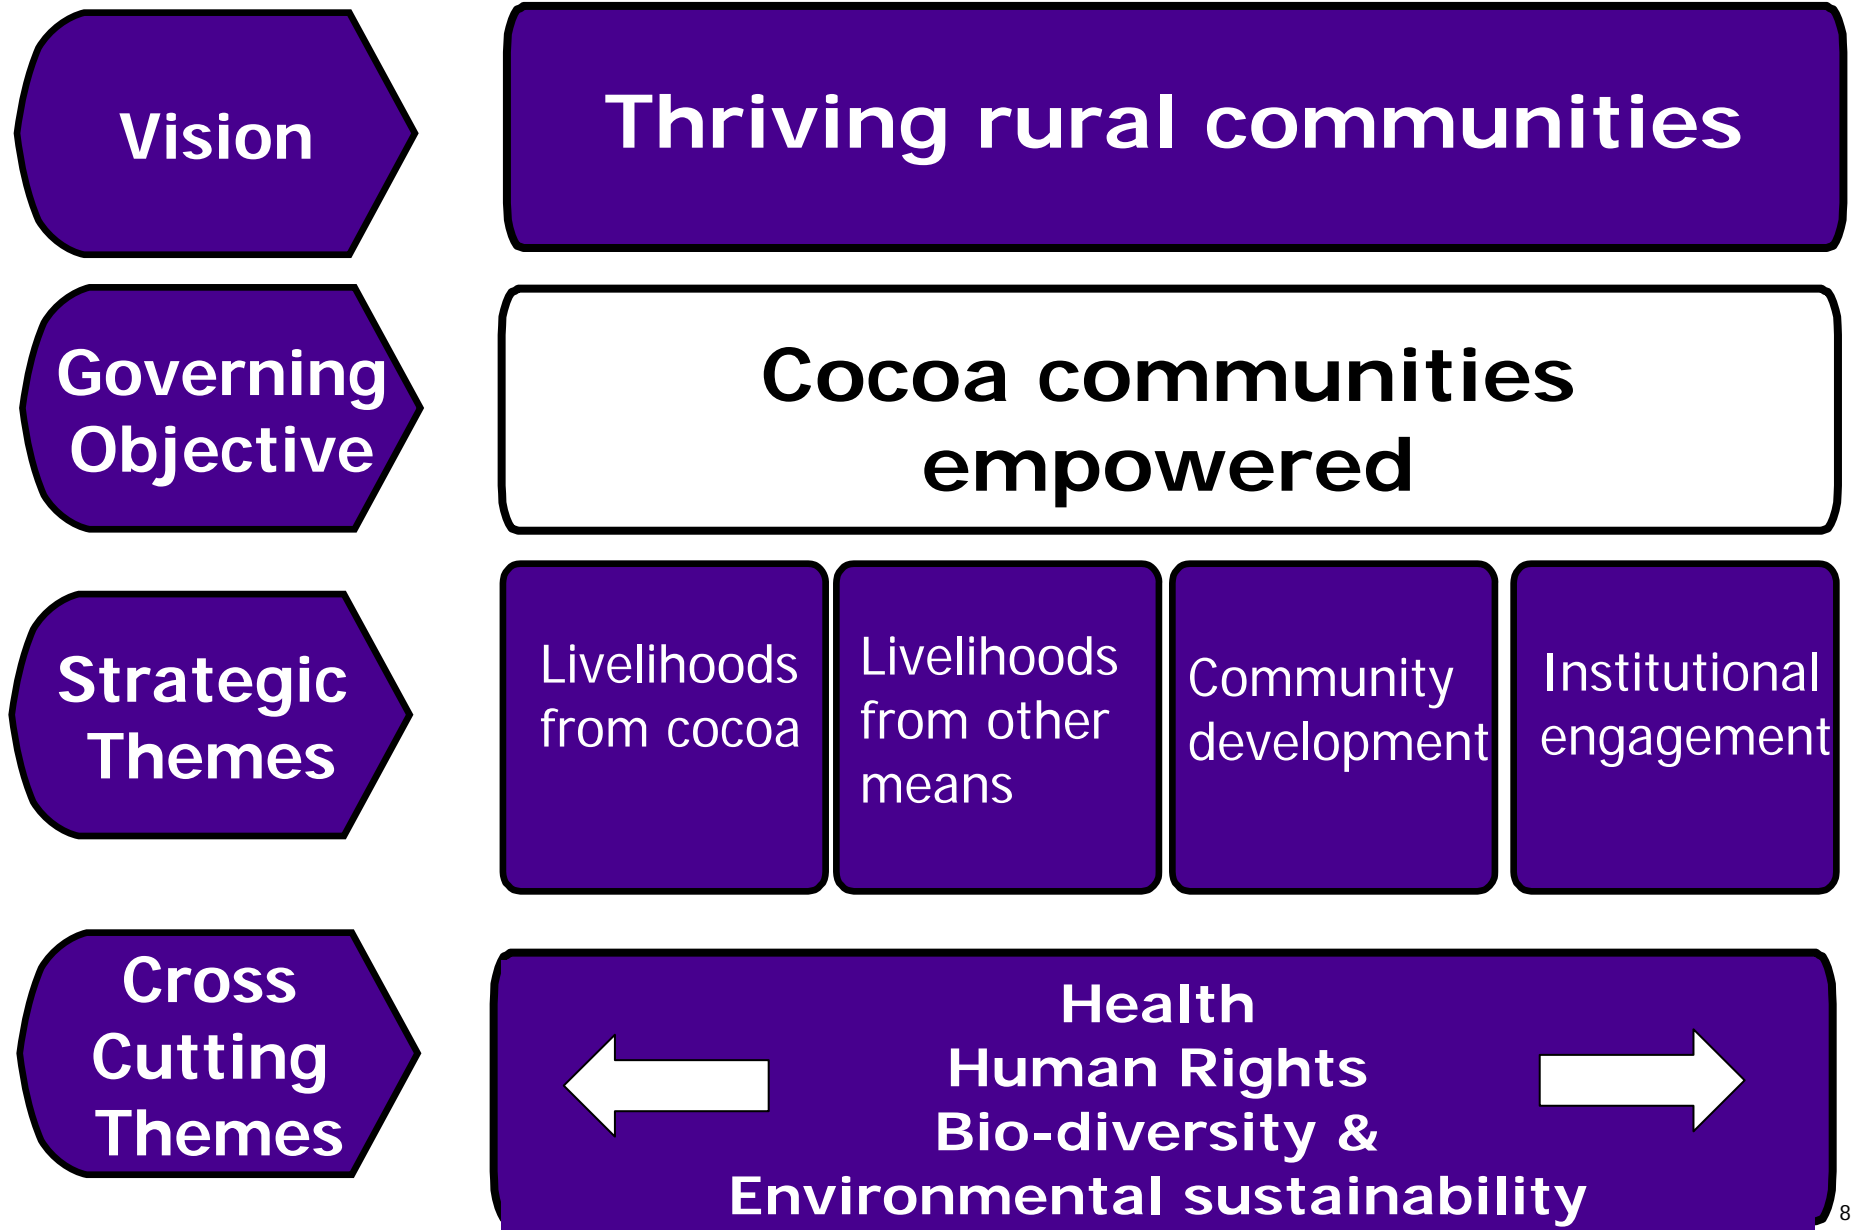 Vision
Thriving rural communities
Governing
Objective
Cocoa communities
empowered
Strategic
Themes
Livelihoods
from cocoa
Livelihoods
from other
means
Community
development
Institutional
engagement
Cross
Cutting
Themes
Health
Human Rights
Bio-diversity &
Environmental sustainability
8